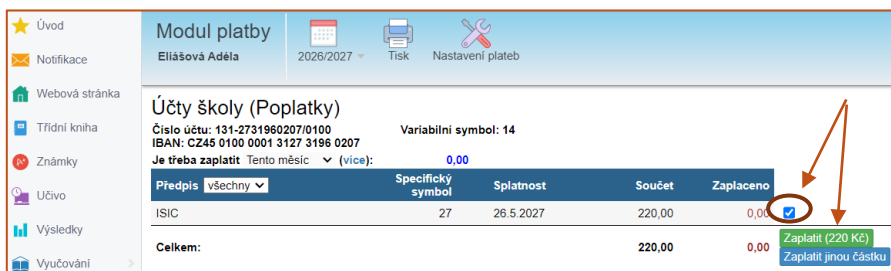 Úvod
Notifikace
Webová stránka
Třídní kniha
Známky
Učivo
Výsledky
Vyučování
Modul platby
Eliášová Adéla
2026/2027
Tisk
Nastavení plateb
Účty školy (Poplatky)
Číslo účtu: 131-2731960207/0100 Variabilni symbol: 14
IBAN: CZ45 0100 0001 3127 3196 0207
Je třeba zaplatit Tento měsíc (více): 0,00
Předpis všechny Specifický symbol Splatnost Součet Zaplaceno
ISIC 27 26.5.2027 220,00 0,00
Celkem: 220,00 0,00
Zaplatit (220 Kč)
Zaplatit jinou částku